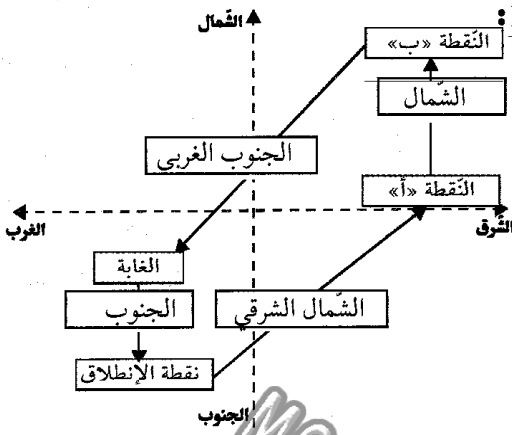 الشّمال
النّقطة «ب»
الشّمال
الجنوب الغربي
النّقطة «أ»
الغرب
الشّرق
الغابة
الجنوب
الشّمال الشرقي
نقطة الإنطلاق
الجنوب